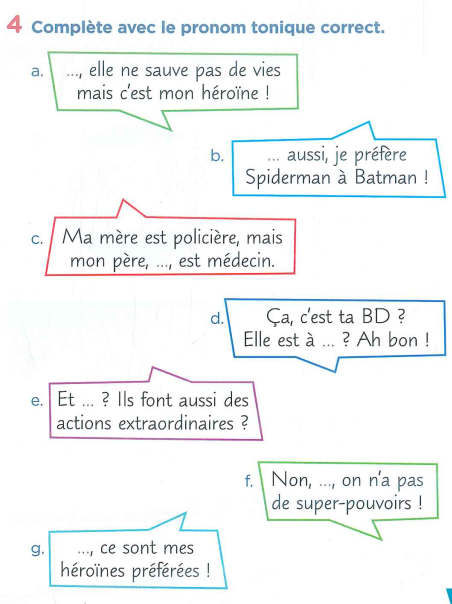 4 Complète avec le pronom tonique correct.
a. ..., elle ne sauve pas de vies
mais c'est mon héroïne !
b. ... aussi, je préfère
Spiderman à Batman !
c. Ma mère est policière, mais
mon père, ..., est médecin.
d. Ça, c'est ta BD ?
Elle est à ... ? Ah bon !
e. Et ... ? Ils font aussi des
actions extraordinaires ?
f. Non, ..., on n'a pas
de super-pouvoirs !
g. ..., ce sont mes
héroïnes préférées !